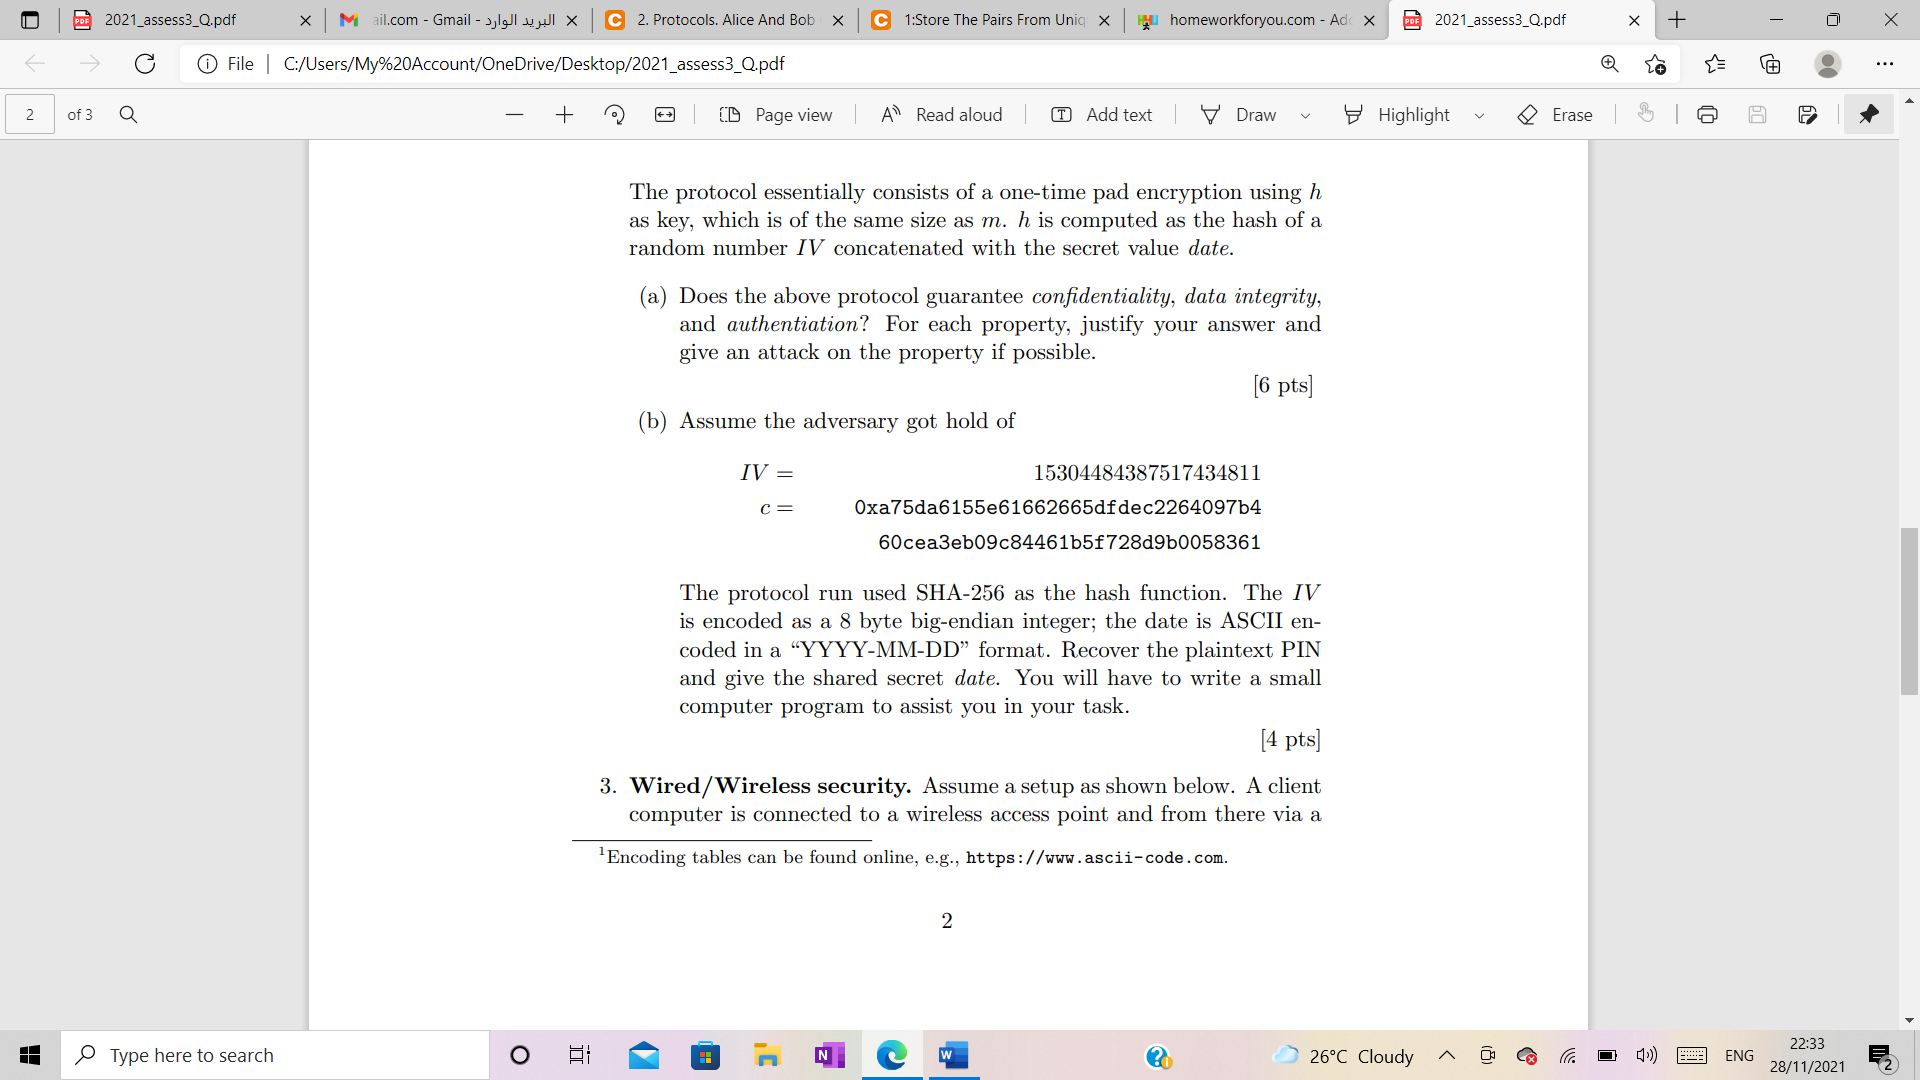 2021_assess3_Q.pdf
ail.com - Gmail - البريد الوارد
2. Protocols. Alice And Bob
1:Store The Pairs From Uniq
homeworkforyou.com - Ad
2021_assess3_Q.pdf
File
C:/Users/My%20Account/OneDrive/Desktop/2021_assess3_Q.pdf
2 of 3
Page view
Read aloud
Add text
Draw
Highlight
Erase
The protocol essentially consists of a one-time pad encryption using h
as key, which is of the same size as m. h is computed as the hash of a
random number IV concatenated with the secret value date.
(a) Does the above protocol guarantee confidentiality, data integrity,
and authentiation? For each property, justify your answer and
give an attack on the property if possible.
[6 pts]
(b) Assume the adversary got hold of
IV = 15304484387517434811
c = 0xa75da6155e61662665dfdec2264097b4
60cea3eb09c84461b5f728d9b0058361
The protocol run used SHA-256 as the hash function. The IV
is encoded as a 8 byte big-endian integer; the date is ASCII en-
coded in a “YYYY-MM-DD” format. Recover the plaintext PIN
and give the shared secret date. You will have to write a small
computer program to assist you in your task.
[4 pts]
3. Wired/Wireless security. Assume a setup as shown below. A client
computer is connected to a wireless access point and from there via a
1Encoding tables can be found online, e.g., https://www.ascii-code.com.
2
Type here to search
26°C Cloudy
ENG
22:33
28/11/2021
2